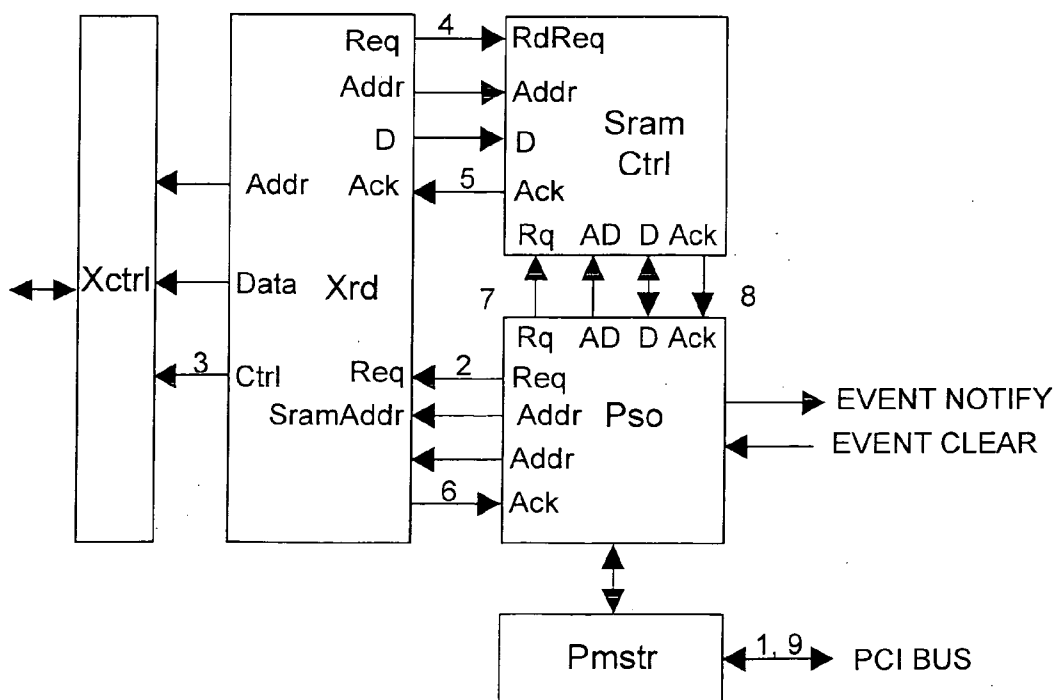 Req 4 RdReq
Addr Addr
D D
Sram
Ctrl
Addr Ack 5 Ack
Rq AD D Ack
Xctrl Data Xrd
7 8
Rq AD D Ack
3 Ctrl Req 2 Req
SramAddr Addr Pso EVENT NOTIFY
Addr EVENT CLEAR
6 Ack
Pmstr 1, 9 PCI BUS